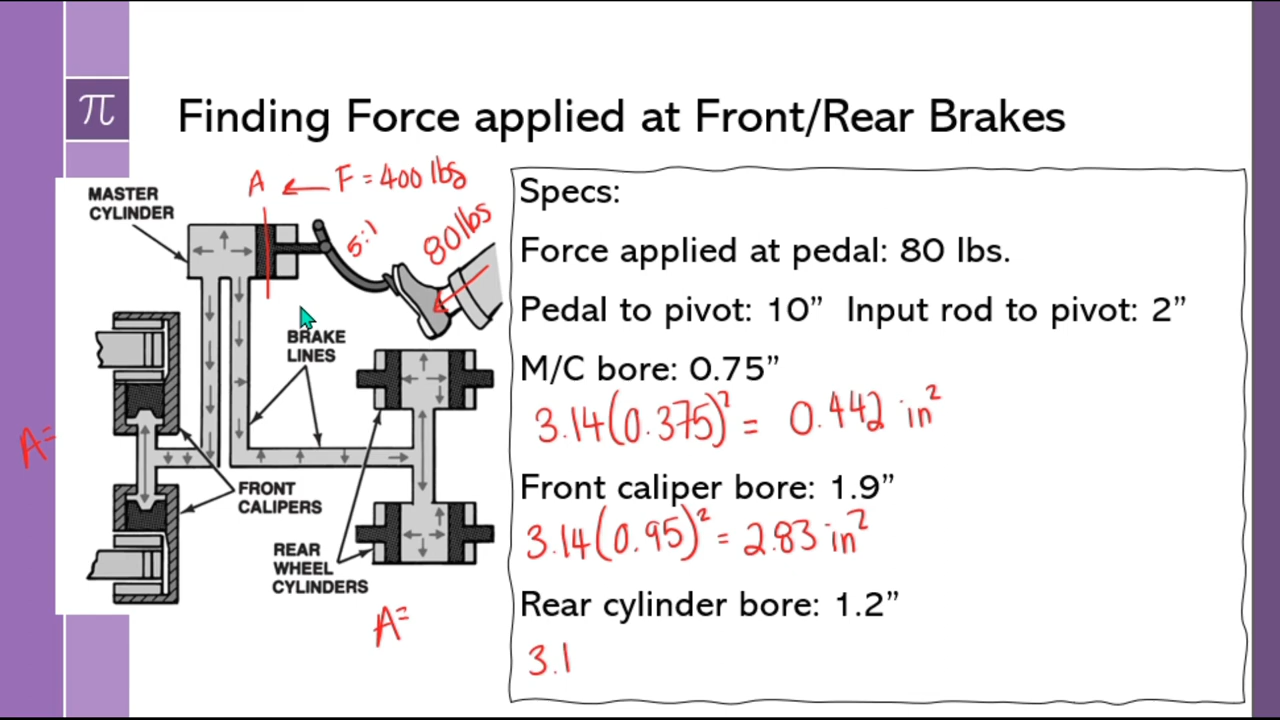 π
Finding Force applied at Front/Rear Brakes
A ← F = 400 lbs
MASTER
CYLINDER
5:1
80 lbs
BRAKE
LINES
A=
FRONT
CALIPERS
REAR
WHEEL
CYLINDERS
A=
Specs:
Force applied at pedal: 80 lbs.
Pedal to pivot: 10” Input rod to pivot: 2”
M/C bore: 0.75”
3.14(0.375)² = 0.442 in²
Front caliper bore: 1.9”
3.14(0.95)² = 2.83 in²
Rear cylinder bore: 1.2”
3.1